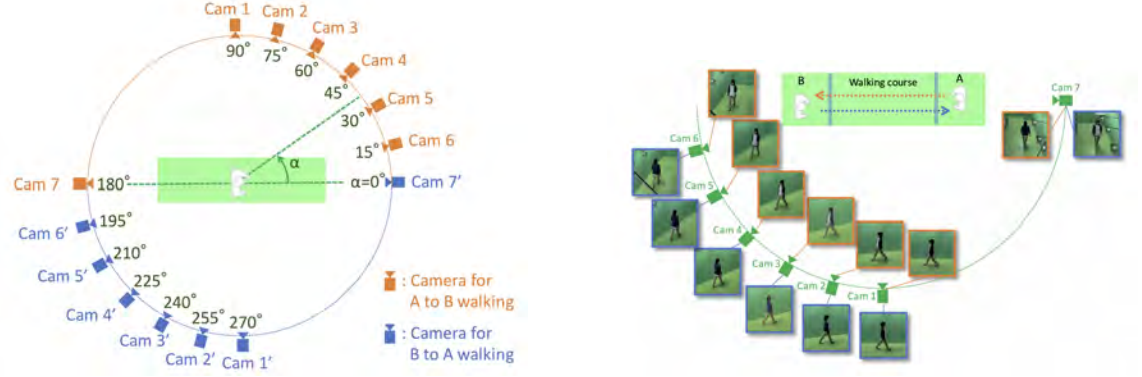 Cam 1
Cam 2
Cam 3
Cam 4
Cam 5
Cam 6
Cam 7
90°
75°
60°
45°
30°
15°
α
α=0°
Cam 7′
180°
195°
210°
225°
240°
255°
270°
Cam 6′
Cam 5′
Cam 4′
Cam 3′
Cam 2′
Cam 1′
: Camera for
A to B walking
: Camera for
B to A walking
B
Walking course
A
Cam 7
Cam 6
Cam 5
Cam 4
Cam 3
Cam 2
Cam 1